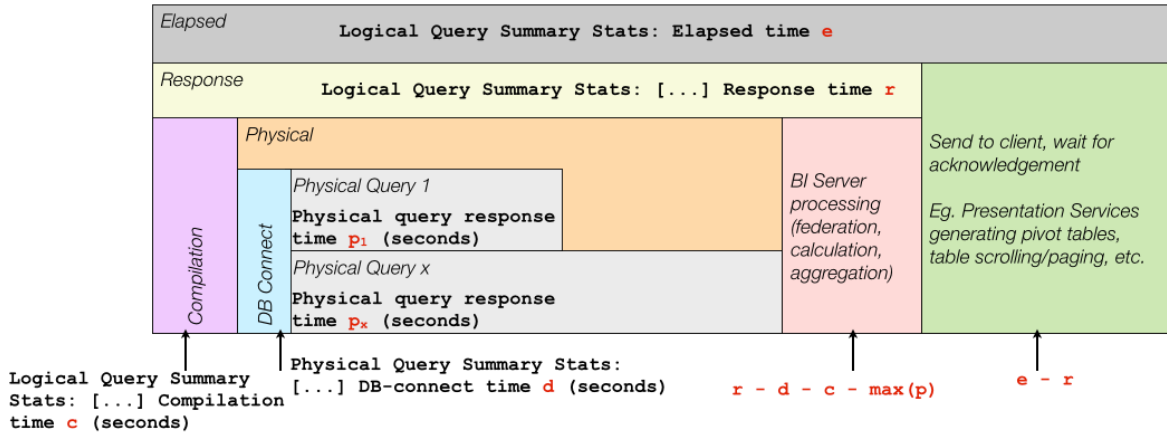 Elapsed
Logical Query Summary Stats: Elapsed time e
Response
Logical Query Summary Stats: [...] Response time r
Compilation
Physical
DB Connect
Physical Query 1
Physical query response
time p₁ (seconds)
Physical Query x
Physical query response
time pₓ (seconds)
BI Server
processing
(federation,
calculation,
aggregation)
Send to client, wait for
acknowledgement
Eg. Presentation Services
generating pivot tables,
table scrolling/paging, etc.
Logical Query Summary
Stats: [...] Compilation
time c (seconds)
Physical Query Summary Stats:
[...] DB-connect time d (seconds)
r - d - c - max(p)
e - r